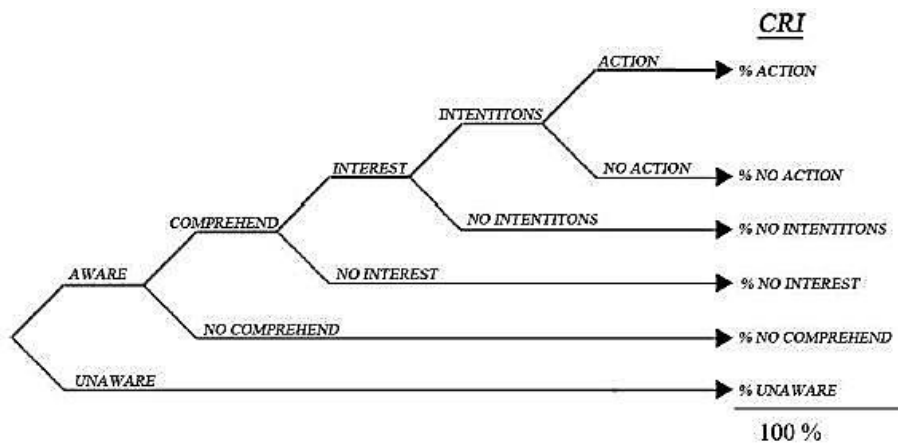 CRI
ACTION
% ACTION
INTENTITONS
INTEREST
NO ACTION
% NO ACTION
COMPREHEND
NO INTENTITONS
% NO INTENTITONS
AWARE
NO INTEREST
% NO INTEREST
NO COMPREHEND
% NO COMPREHEND
UNAWARE
% UNAWARE
100 %